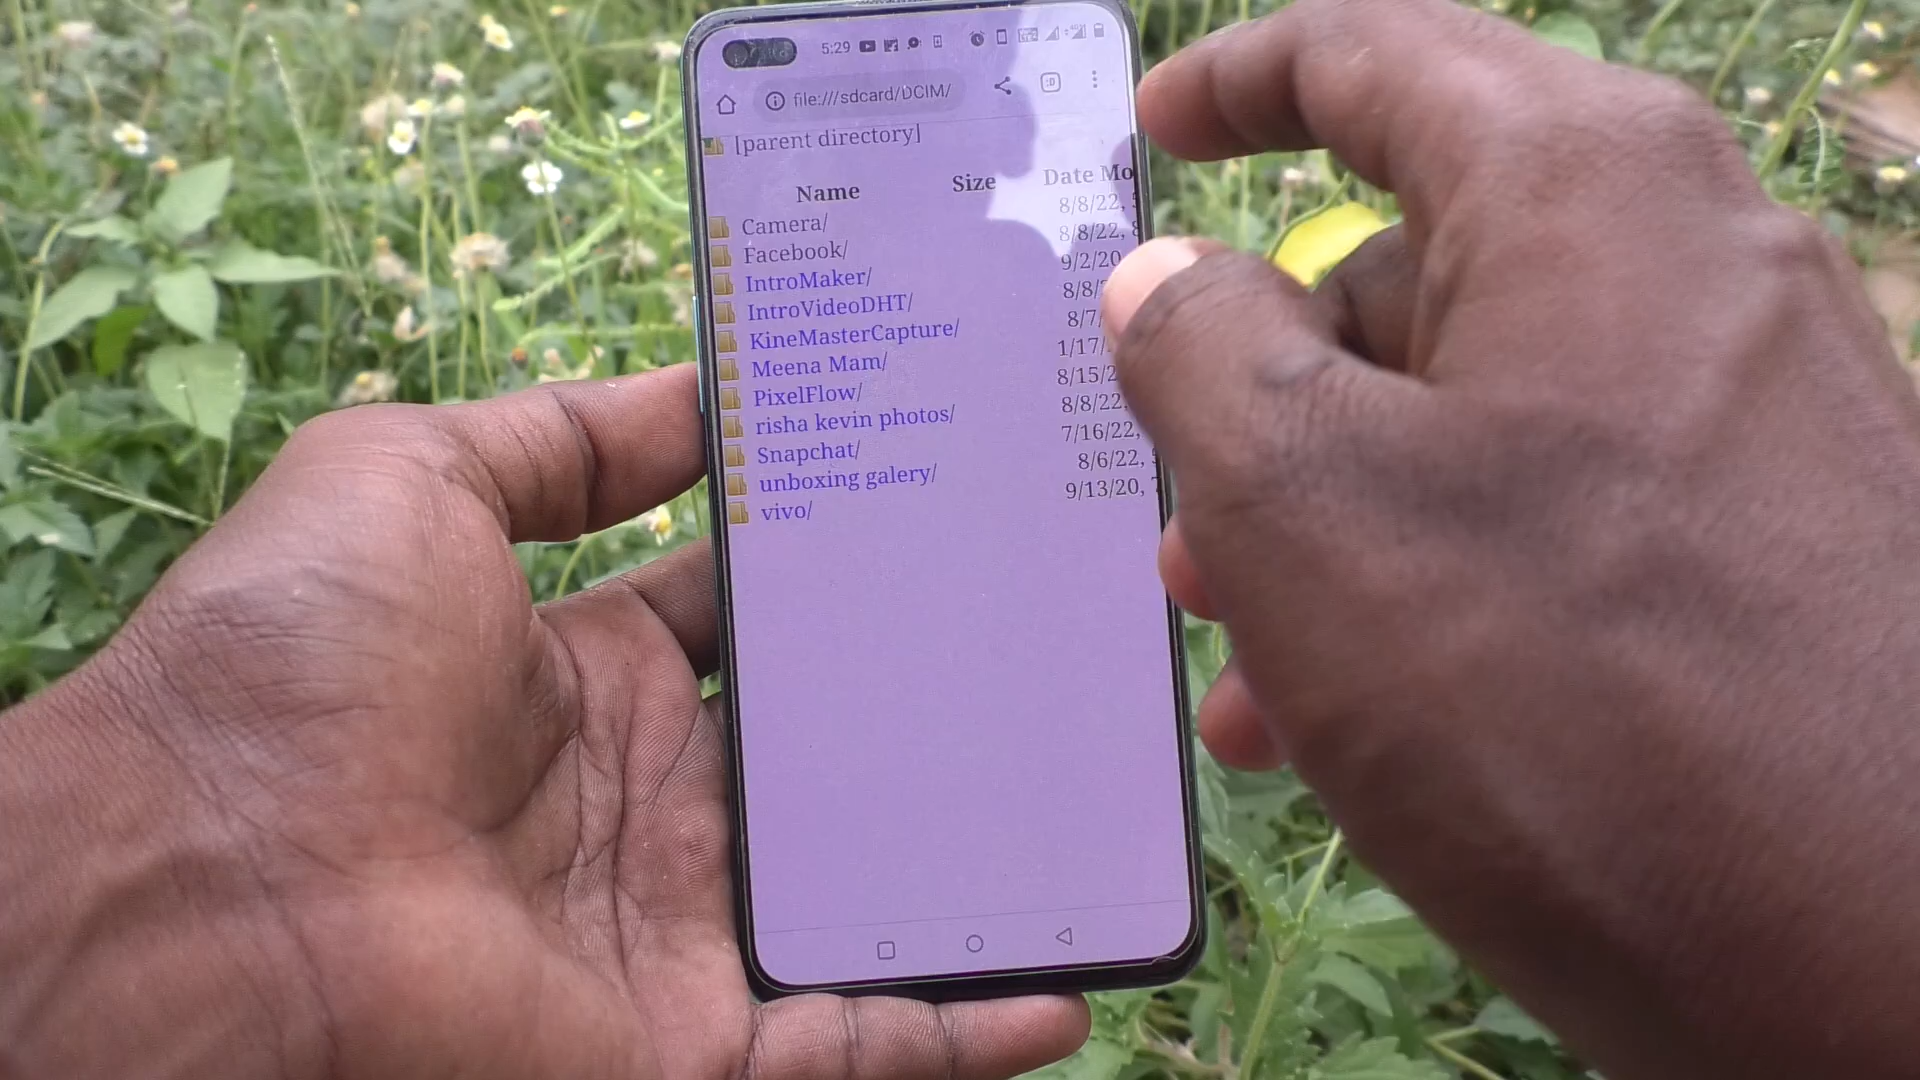 5:29
file:///sdcard/DCIM/
[parent directory]
Name Size Date Mo
Camera/ 8/8/22,
Facebook/ 8/8/22,
IntroMaker/ 9/2/20
IntroVideoDHT/ 8/8/
KineMasterCapture/ 8/7/
Meena Mam/ 1/17/
PixelFlow/ 8/15/2
risha kevin photos/ 8/8/22,
Snapchat/ 7/16/22,
unboxing galery/ 8/6/22,
vivo/ 9/13/20,